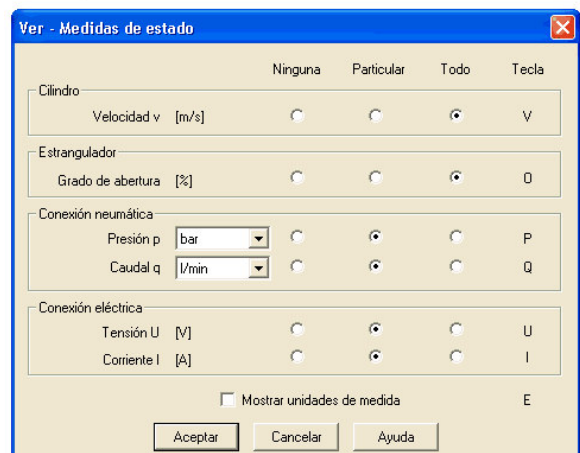 Ver - Medidas de estado
Ninguna Particular Todo Tecla
Cilindro
Velocidad v [m/s] V
Estrangulador
Grado de abertura [%] O
Conexión neumática
Presión p bar P
Caudal q l/min Q
Conexión eléctrica
Tensión U [V] U
Corriente I [A] I
Mostrar unidades de medida E
Aceptar Cancelar Ayuda